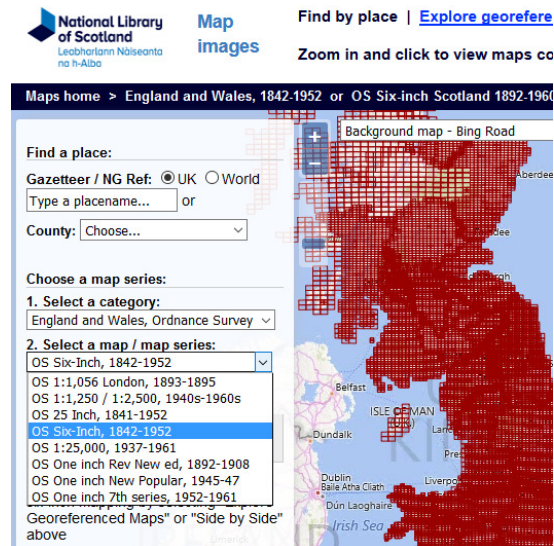 National Library
of Scotland
Leabharlann Nàiseanta
na h-Alba
Map
images
Find by place | Explore georefere
Zoom in and click to view maps co
Maps home > England and Wales, 1842-1952 or OS Six-inch Scotland 1892-1960
+
Background map - Bing Road
Find a place:
Gazetteer / NG Ref: UK World
Type a placename... or
County: Choose...
Choose a map series:
1. Select a category:
England and Wales, Ordnance Survey
2. Select a map / map series:
OS Six-Inch, 1842-1952
OS 1:1,056 London, 1893-1895
OS 1:1,250 / 1:2,500, 1940s-1960s
OS 25 Inch, 1841-1952
OS Six-Inch, 1842-1952
OS 1:25,000, 1937-1961
OS One inch Rev New ed, 1892-1908
OS One inch New Popular, 1945-47
OS One inch 7th series, 1952-1961
Georeferenced Maps" or "Side by Side"
above
Aberdee
Belfast
ISLE OF MAN
Dundalk
Dublin
Baile Átha Cliath
Dún Laoghaire
Liverpo
Irish Sea
Limerick